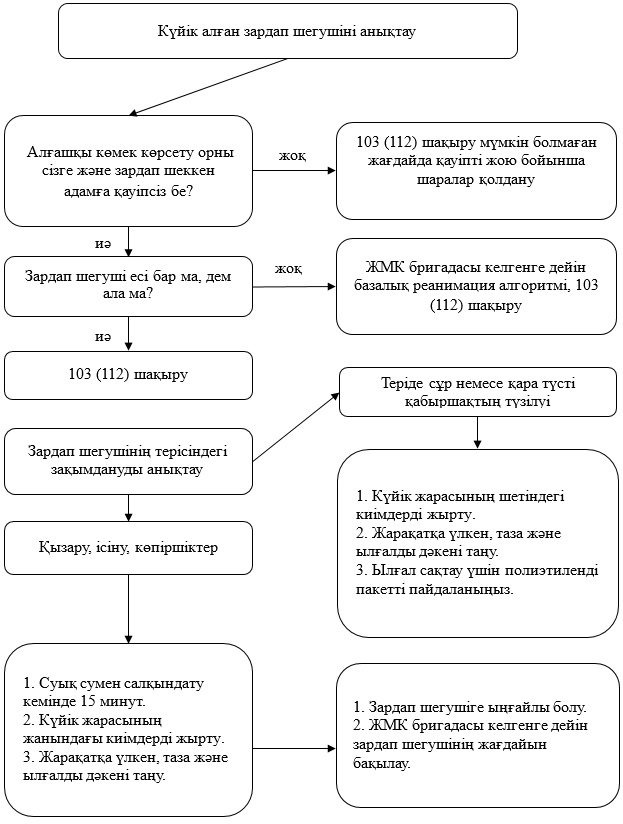 Күйік алған зардап шегушіні анықтау
Алғашқы көмек көрсету орны
сізге және зардап шеккен
адамға қауіпсіз бе?
жоқ
103 (112) шақыру мүмкін болмаған
жағдайда қауіпті жою бойынша
шаралар қолдану
иә
Зардап шегуші есі бар ма, дем
ала ма?
жоқ
ЖМК бригадасы келгенге дейін
базалық реанимация алгоритмі, 103
(112) шақыру
иә
103 (112) шақыру
Теріде сұр немесе қара түсті
қабыршақтың түзілуі
Зардап шегушінің терісіндегі
зақымдануды анықтау
1. Күйік жарасының шетіндегі
киімдерді жырту.
2. Жарақатқа үлкен, таза және
ылғалды дәкені таңу.
3. Ылғал сақтау үшін полиэтиленді
пакетті пайдаланыңыз.
Қызару, ісіну, көпіршіктер
1. Суық сумен салқындату
кемінде 15 минут.
2. Күйік жарасының
жанындағы киімдерді жырту.
3. Жарақатқа үлкен, таза және
ылғалды дәкені таңу.
1. Зардап шегушіге ыңғайлы болу.
2. ЖМК бригадасы келгенге дейін
зардап шегушінің жағдайын
бақылау.